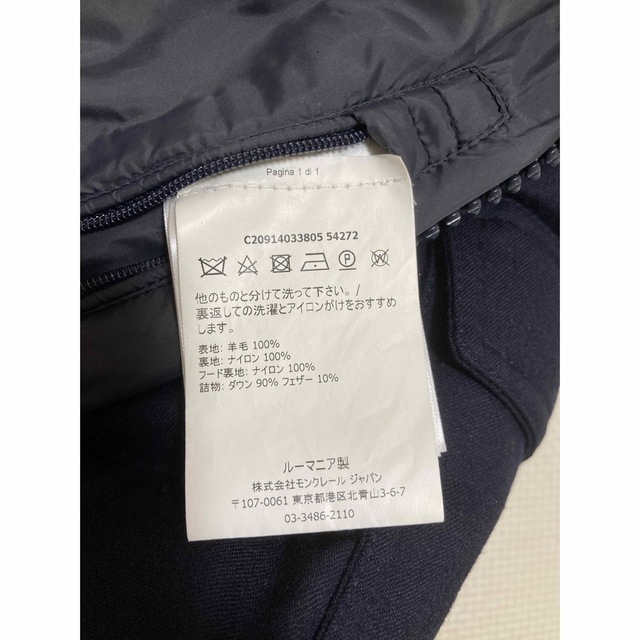 Pagina 1 di 1
C20914033805 54272
P
W
他のものと分けて洗って下さい。/
裏返しての洗濯とアイロンがけをおすすめ
します。
表地: 羊毛 100%
裏地: ナイロン 100%
フード裏地: ナイロン 100%
詰物: ダウン 90% フェザー 10%
ルーマニア製
株式会社モンクレール ジャパン
〒107-0061 東京都港区北青山3-6-7
03-3486-2110